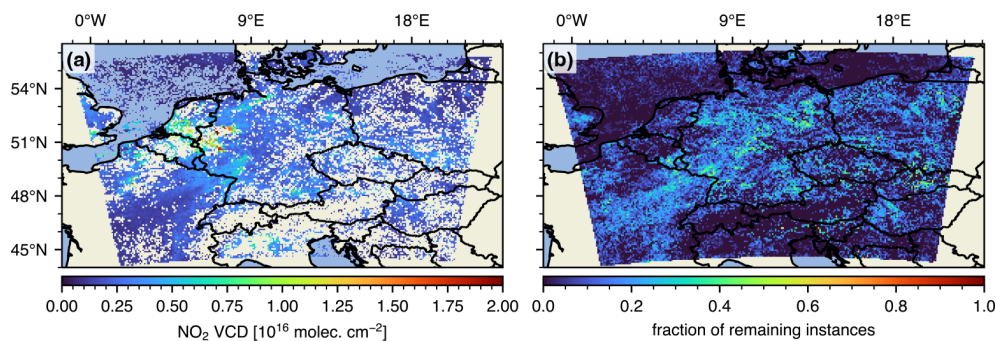 0°W 9°E 18°E 0°W 9°E 18°E
(a) (b)
54°N
51°N
48°N
45°N
0.00 0.25 0.50 0.75 1.00 1.25 1.50 1.75 2.00 0.0 0.2 0.4 0.6 0.8 1.0
NO₂ VCD [10¹⁶ molec. cm⁻²] fraction of remaining instances